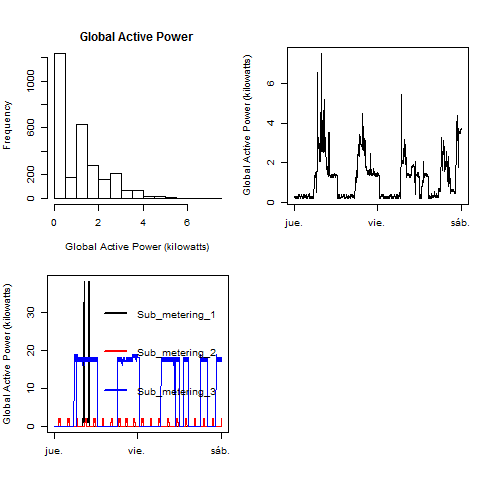 Global Active Power
Frequency
0 200 600 1000
0 2 4 6
Global Active Power (kilowatts)
Global Active Power (kilowatts)
0 2 4 6
jue. vie. sáb.
Global Active Power (kilowatts)
0 10 20 30
Sub_metering_1
Sub_metering_2
Sub_metering_3
jue. vie. sáb.